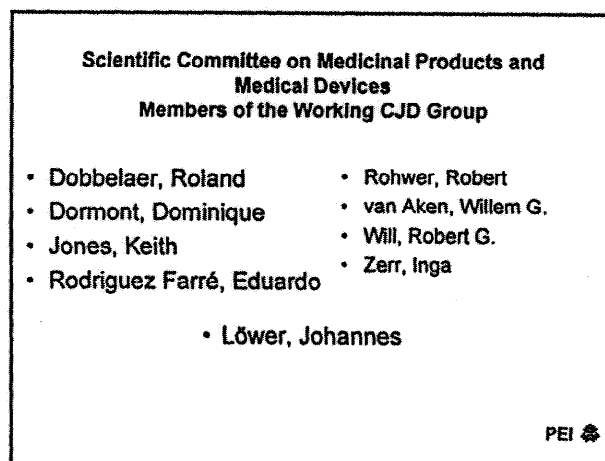 Scientific Committee on Medicinal Products and
Medical Devices
Members of the Working CJD Group
• Dobbelaer, Roland
• Dormont, Dominique
• Jones, Keith
• Rodriguez Farré, Eduardo
• Rohwer, Robert
• van Aken, Willem G.
• Will, Robert G.
• Zerr, Inga
• Löwer, Johannes
PEI